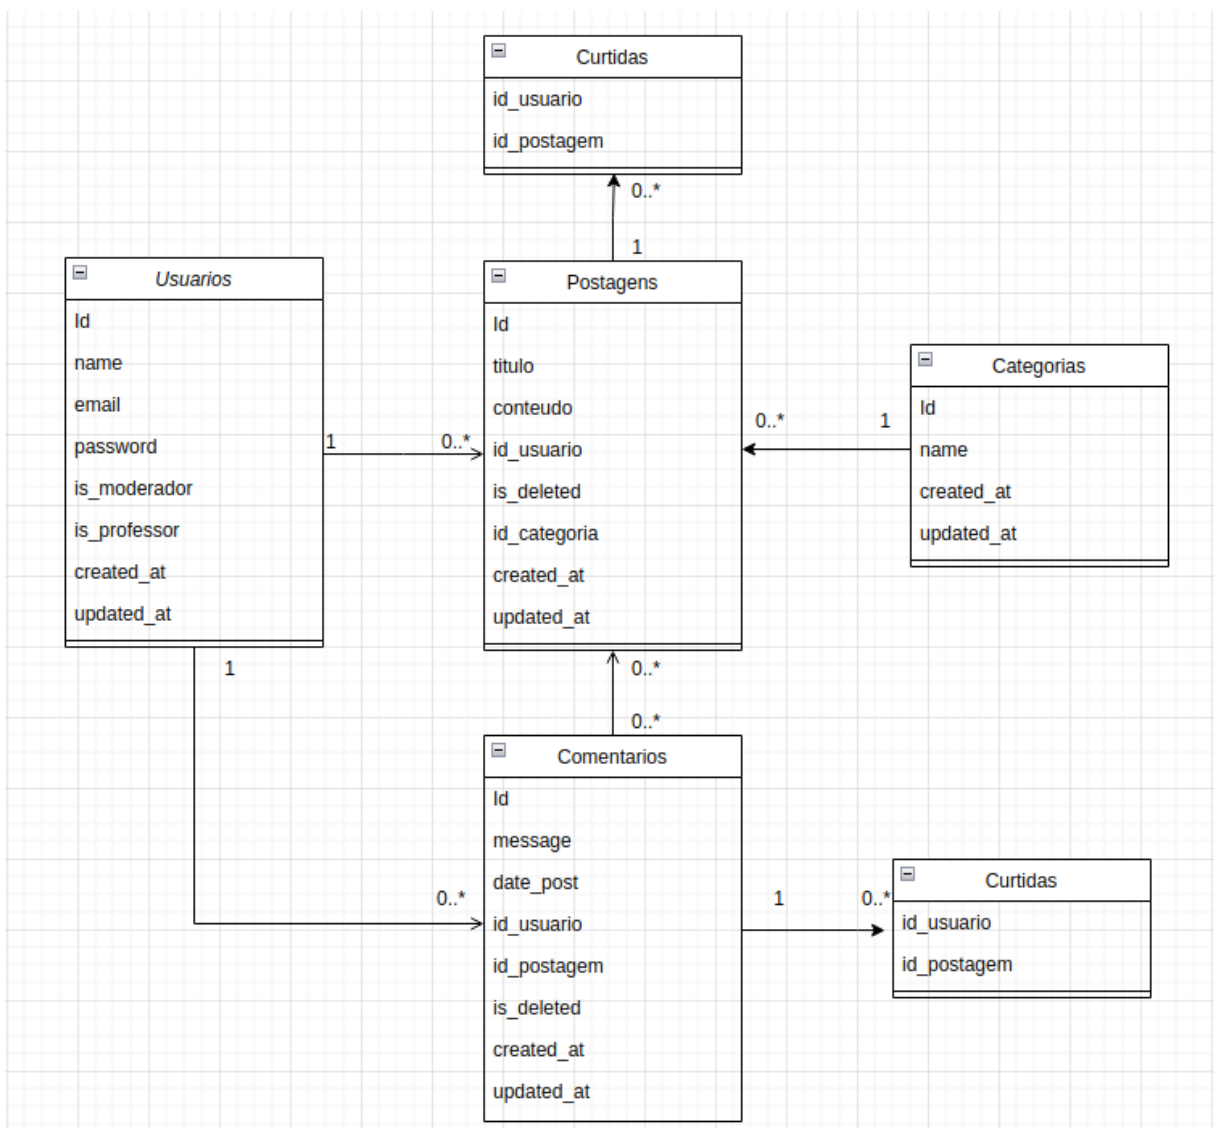 Curtidas
id_usuario
id_postagem
0..*
1
Usuarios
Id
name
email
password
is_moderador
is_professor
created_at
updated_at
1
0..*
Postagens
Id
titulo
conteudo
id_usuario
is_deleted
id_categoria
created_at
updated_at
0..*
1
Categorias
Id
name
created_at
updated_at
1
0..*
0..*
0..*
Comentarios
Id
message
date_post
id_usuario
id_postagem
is_deleted
created_at
updated_at
1
0..*
Curtidas
id_usuario
id_postagem